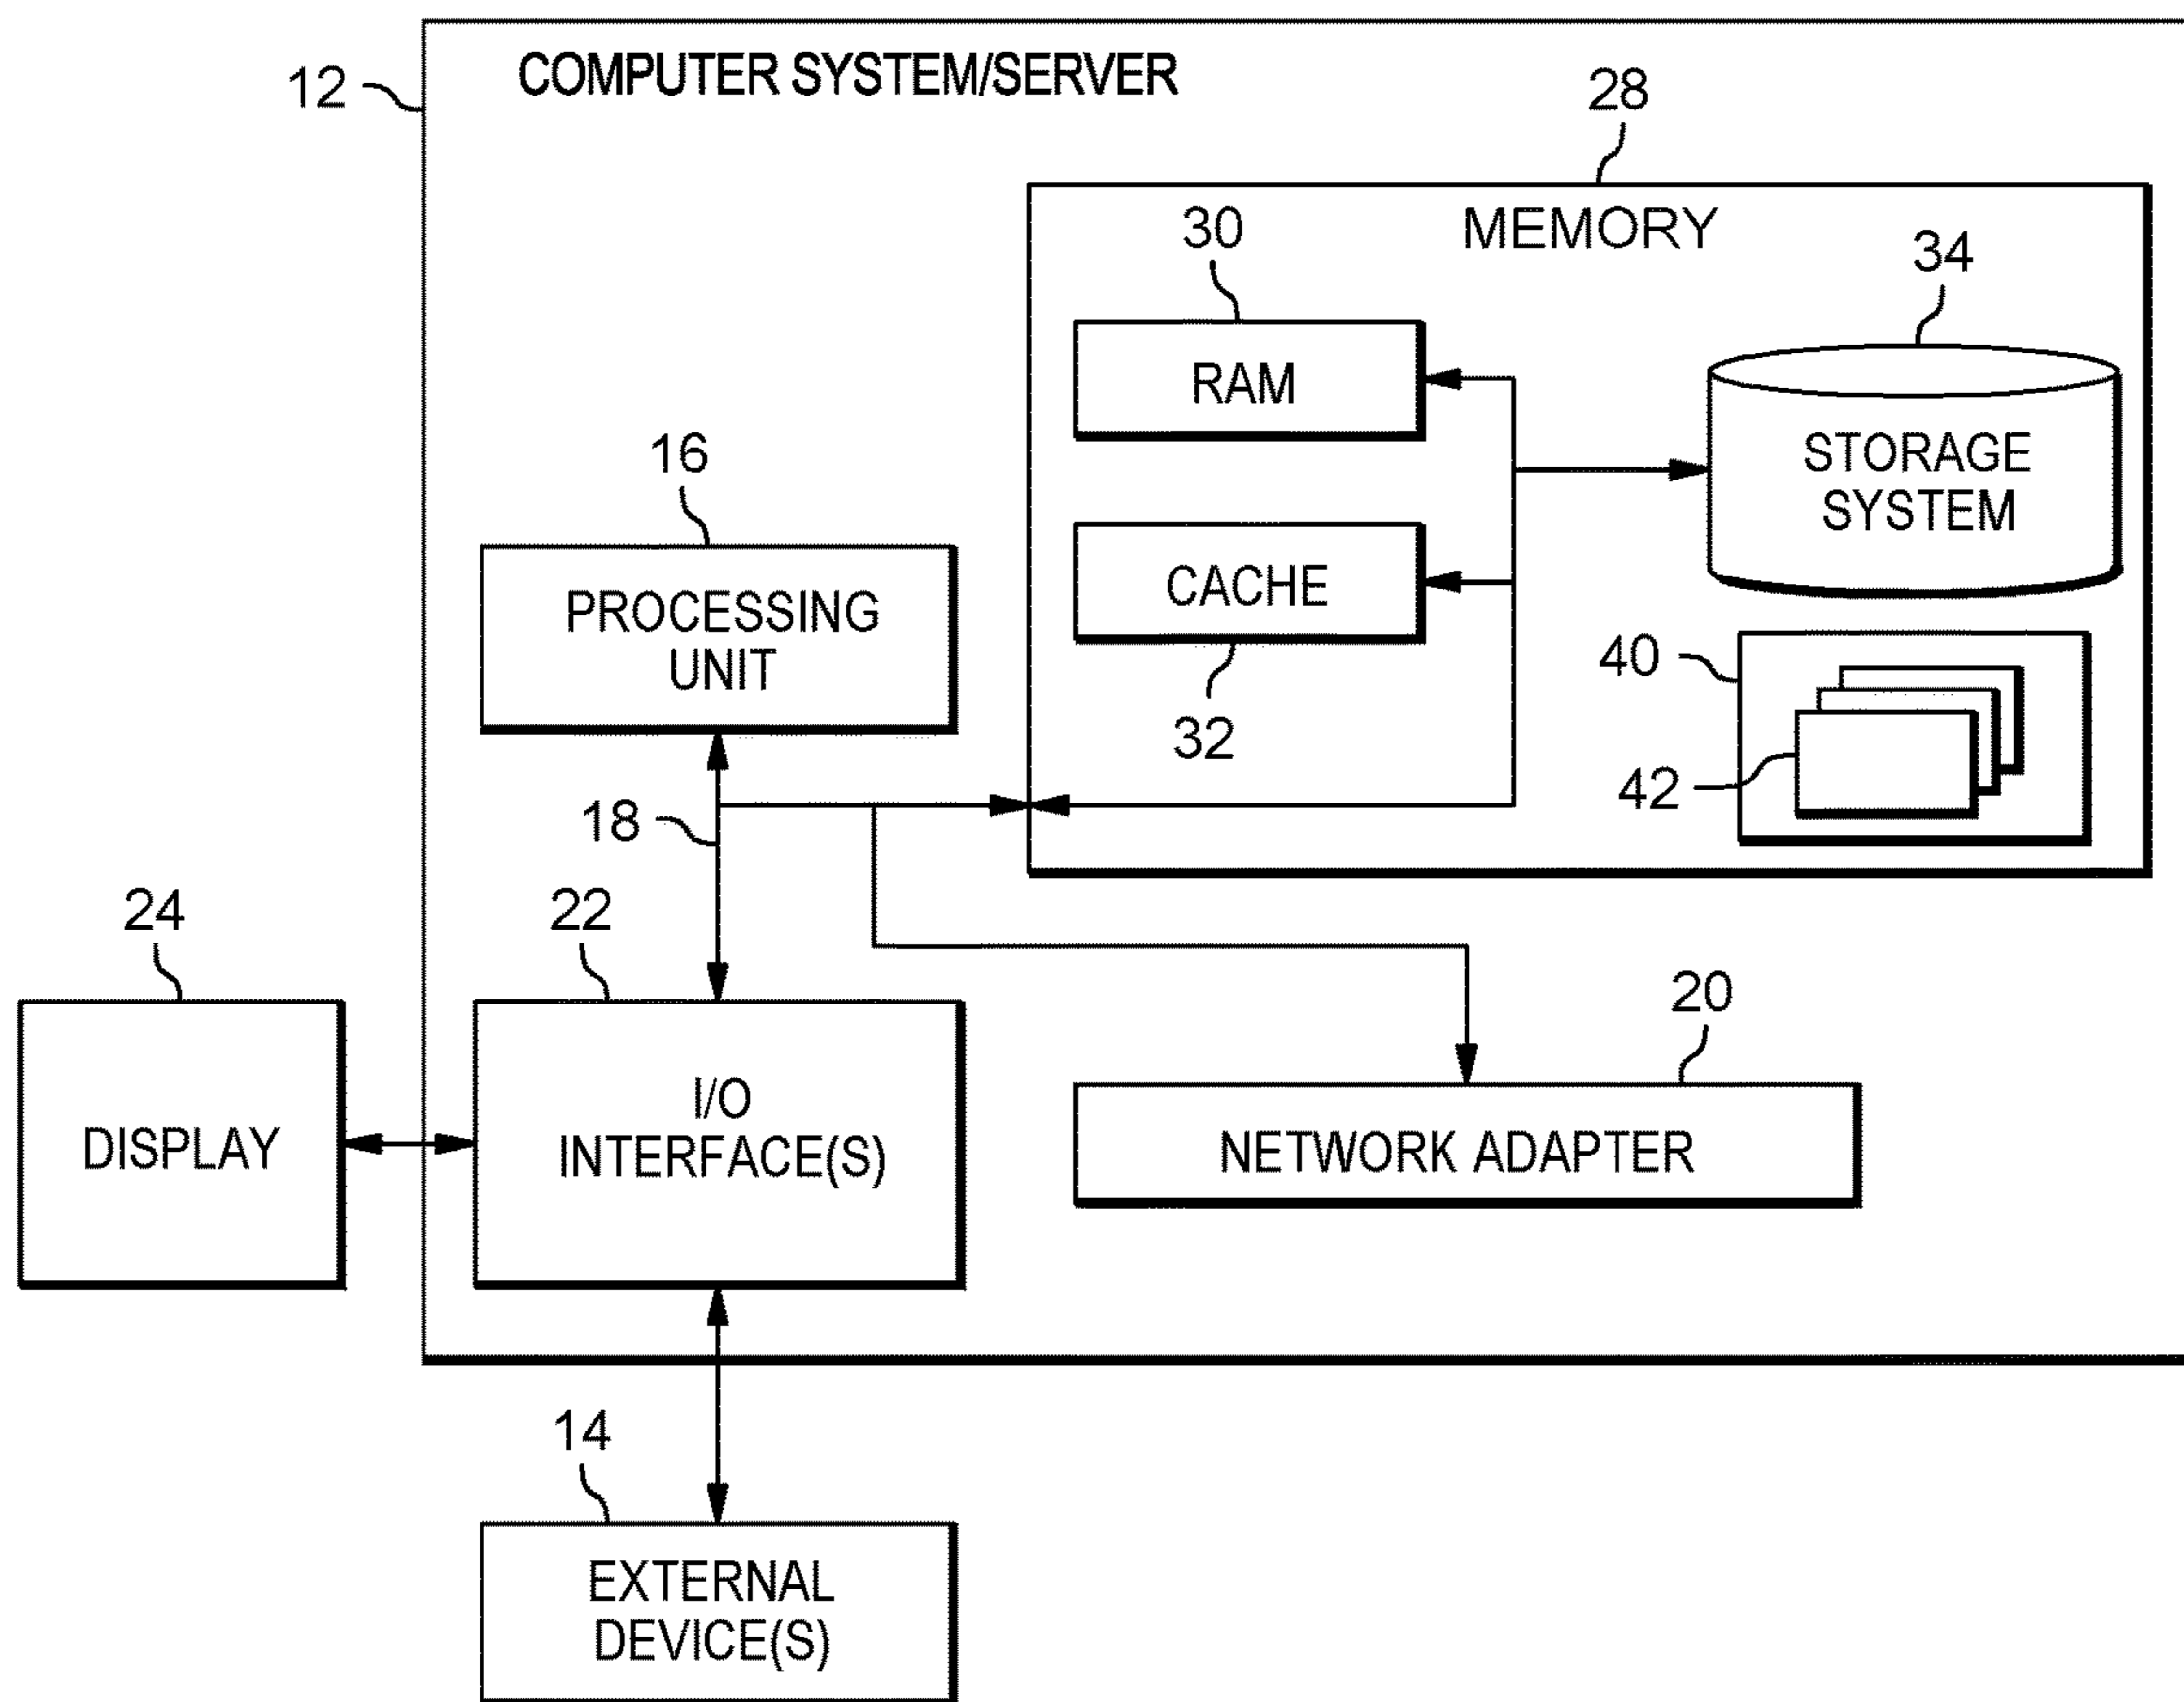 12
COMPUTER SYSTEM/SERVER
28
MEMORY
30
RAM
34
STORAGE
SYSTEM
16
PROCESSING
UNIT
CACHE
32
40
42
18
24
DISPLAY
22
I/O
INTERFACE(S)
20
NETWORK ADAPTER
14
EXTERNAL
DEVICE(S)